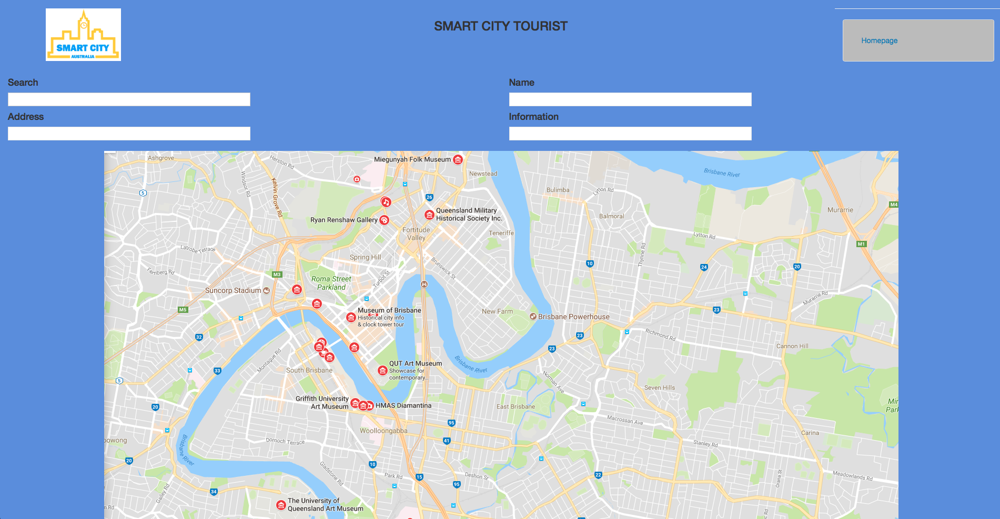 SMART CITY
AUSTRALIA
SMART CITY TOURIST
Homepage
Search
Name
Address
Information
Ashgrove
Herston Rd
Miegunyah Folk Museum
Newstead
Brisbane River
Windsor Rd
Kelvin Grove Rd
5
26
Bulimba
Lytton Rd
M4
Murarrie
Queensland Military
Historical Society Inc.
Ryan Renshaw Gallery
Balmoral
Fortitude
Valley
Teneriffe
Lytton Rd
M1
Latrobe Terrace
Spring Hill
Thynne Rd
Brunswick St
10
24
20
Fernberg Rd
M3
Roma Street
Parkland
Turbot St
Suncorp Stadium
Murarrie Rd
M5
23
Museum of Brisbane
Historical city info
& clock tower tour
New Farm
Brisbane Powerhouse
32
23
Richmond Rd
23
Cannon Hill
Montague Rd
South Brisbane
33
QUT Art Museum
Showcase for
contemporary...
Brisbane River
5
Norman Ave
Seven Hills
Griffith University
Art Museum
HMAS Diamantina
20
East Brisbane
95
Macrossan Ave
Woolloongabba
41
Carina
Stanley Rd
Dornoch Terrace
Brisbane River
20
10
Gladstone Rd
Park Rd
15
Deshon St
95
22
Meadowlands Rd
Orana St
34
Gailey Rd
The University of
Queensland Art Museum